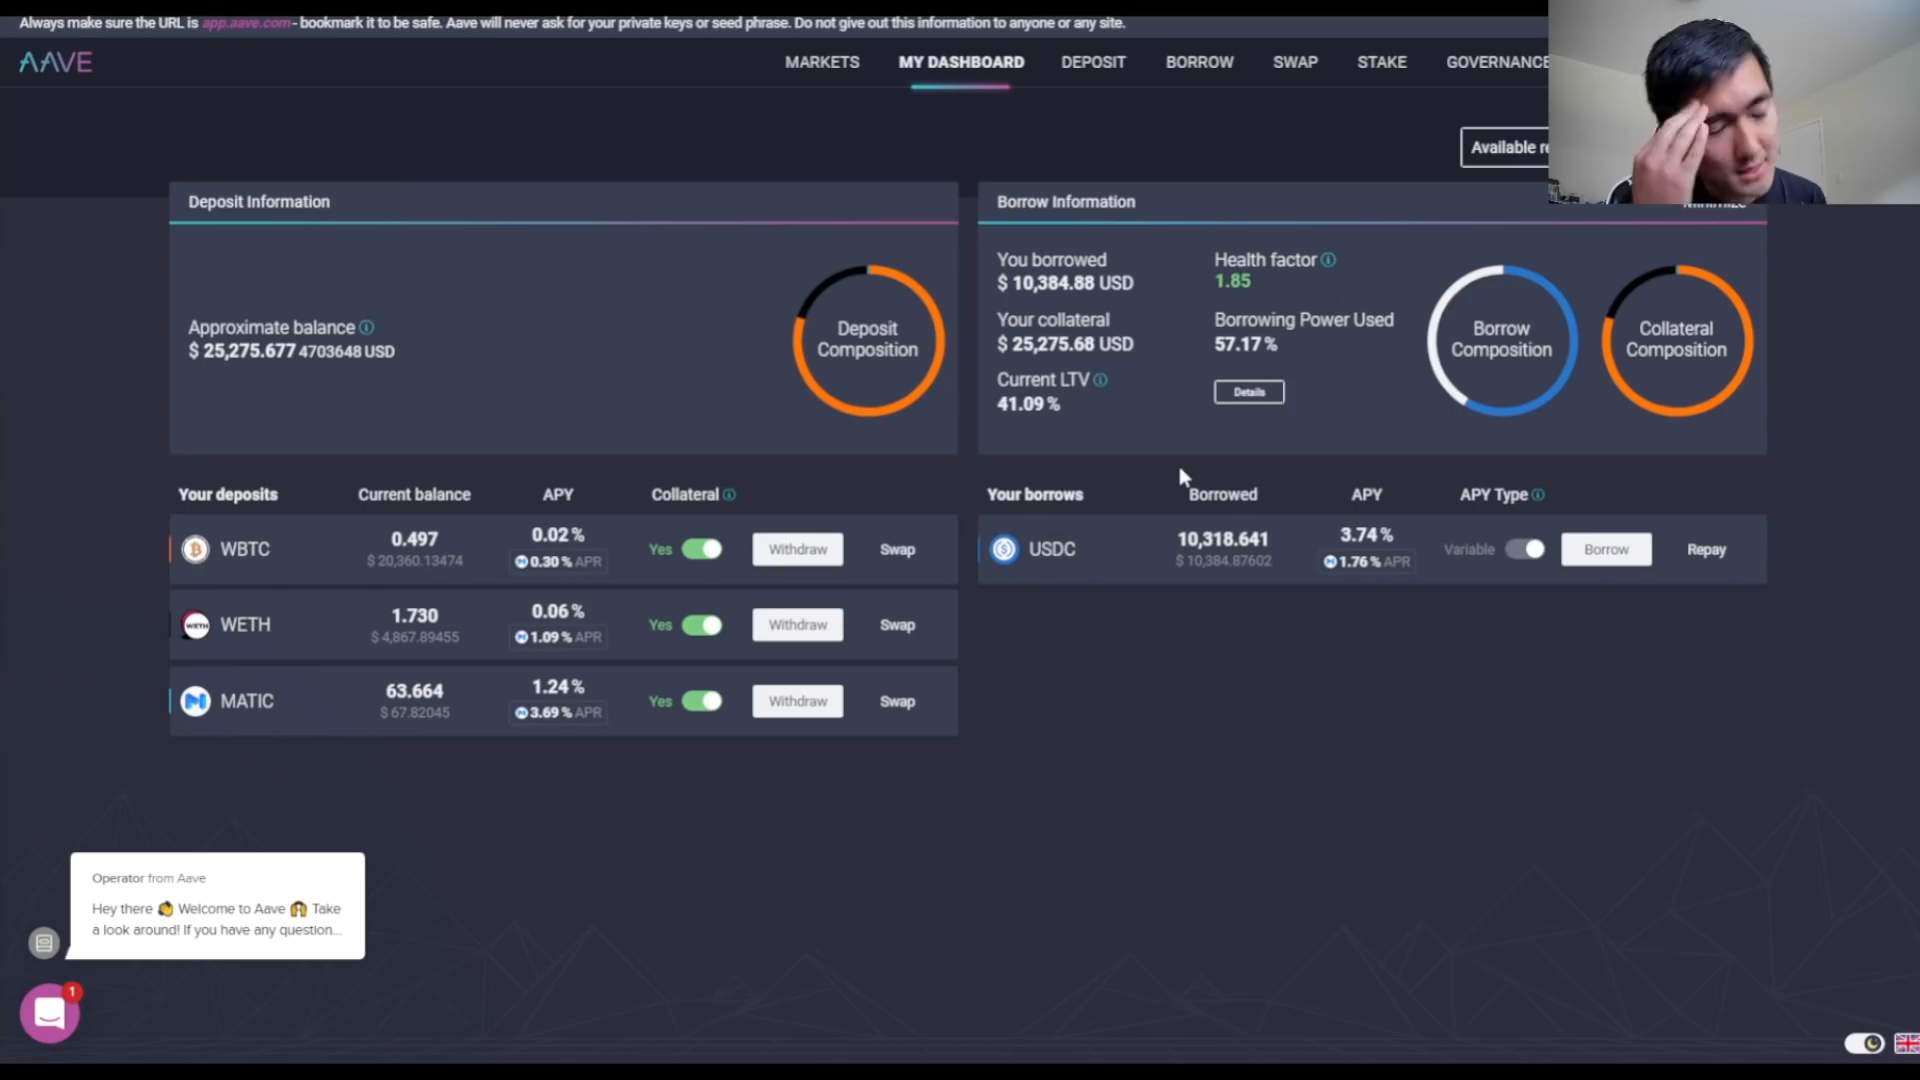 Always make sure the URL is app.aave.com - bookmark it to be safe. Aave will never ask for your private keys or seed phrase. Do not give out this information to anyone or any site.
AAVE
MARKETS
MY DASHBOARD
DEPOSIT
BORROW
SWAP
STAKE
GOVERNANCE
Available re
Deposit Information
Approximate balance
$ 25,275.677 4703648 USD
Deposit
Composition
Borrow Information
You borrowed
$ 10,384.88 USD
Your collateral
$ 25,275.68 USD
Current LTV
41.09 %
Health factor
1.85
Borrowing Power Used
57.17 %
Details
Borrow
Composition
Collateral
Composition
Your deposits
Current balance
APY
Collateral
WBTC
0.497
$ 20,360.13474
0.02 %
0.30 % APR
Yes
Withdraw
Swap
WETH
WETH
1.730
$ 4,867.89455
0.06 %
1.09 % APR
Yes
Withdraw
Swap
MATIC
63.664
$ 67.82045
1.24 %
3.69 % APR
Yes
Withdraw
Swap
Your borrows
Borrowed
APY
APY Type
USDC
10,318.641
$ 10,384.87602
3.74 %
1.76 % APR
Variable
Borrow
Repay
Operator from Aave
Hey there 👋 Welcome to Aave 🙌 Take
a look around! If you have any question...
1